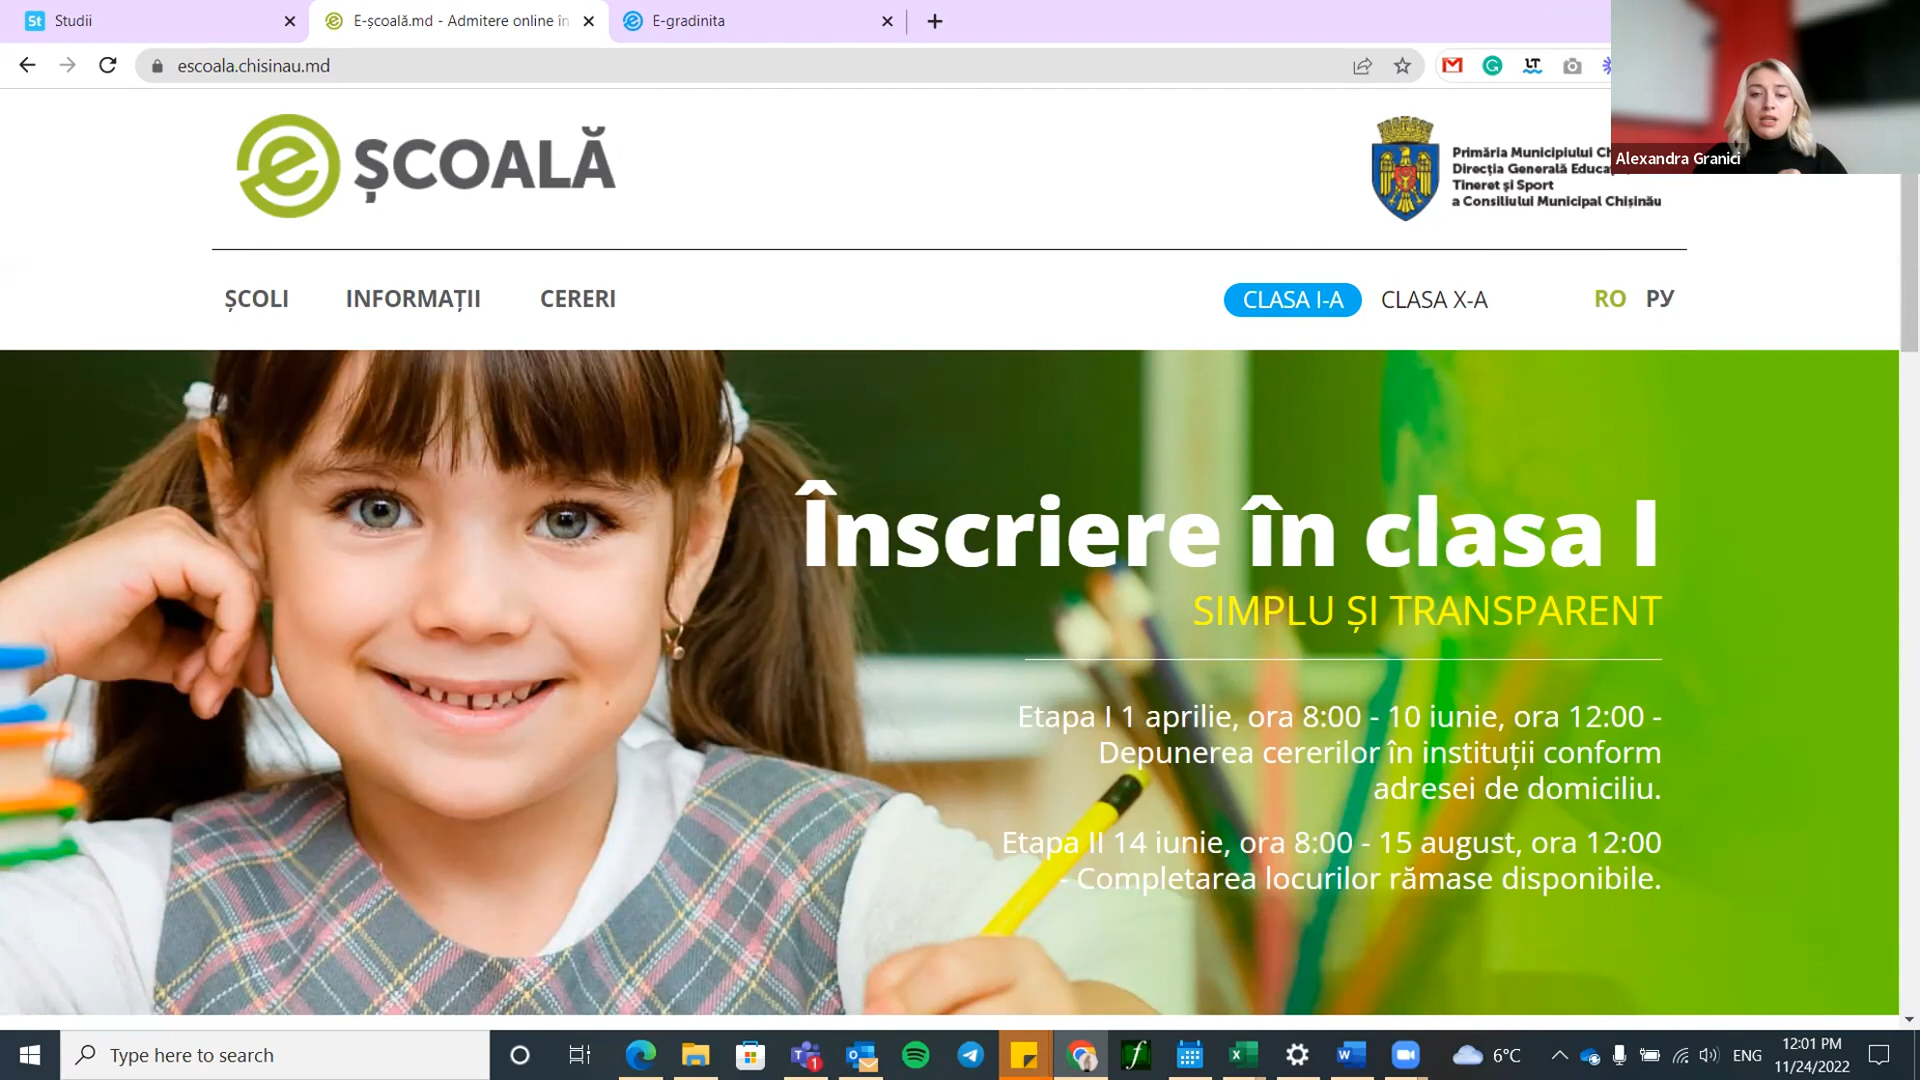 Studii
E-școală.md - Admitere online în
E-gradinita
escoala.chisinau.md
Alexandra Granici
e ȘCOALĂ
Primăria Municipiului
Direcția Generală
Tineret și Sport
a Consiliului Municipal Chișinău
ȘCOLI INFORMAȚII CERERI CLASA I-A CLASA X-A RO РУ
Înscriere în clasa I
SIMPLU ȘI TRANSPARENT
Etapa I 1 aprilie, ora 8:00 - 10 iunie, ora 12:00 -
Depunerea cererilor în instituții conform
adresei de domiciliu.
Etapa II 14 iunie, ora 8:00 - 15 august, ora 12:00
- Completarea locurilor rămase disponibile.
Type here to search
6°C
ENG
12:01 PM
11/24/2022